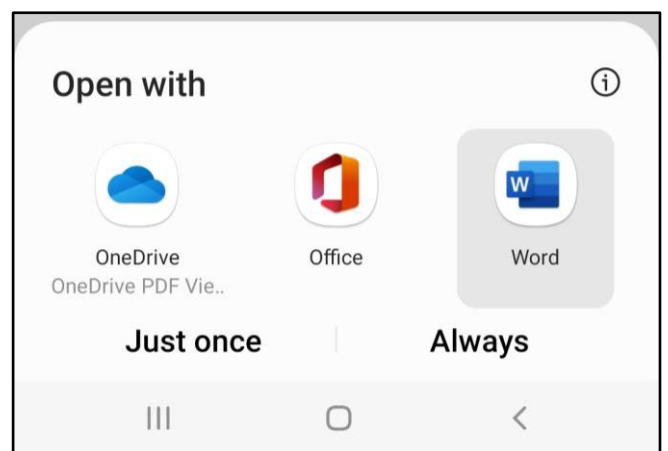 Open with
W
OneDrive Office Word
OneDrive PDF Vie..
Just once Always